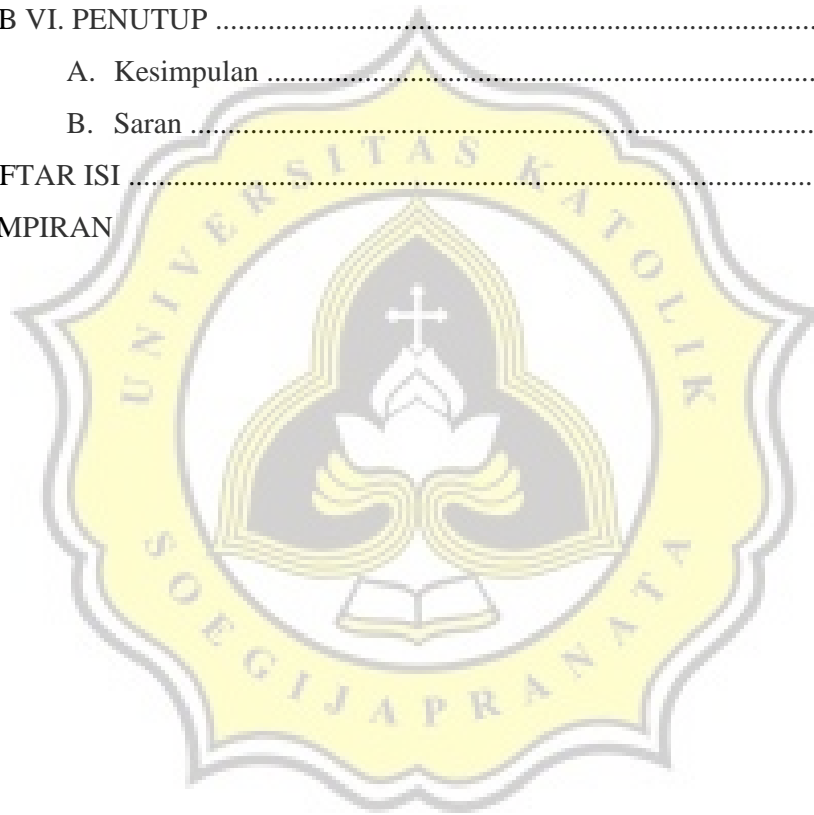 B VI. PENUTUP ........................................................................................
A. Kesimpulan ................................................................................
B. Saran ..........................................................................................
FTAR ISI ....................................................................................................
MPIRAN
UNIVERSITAS KATOLIK
SOEGIJAPRANATA